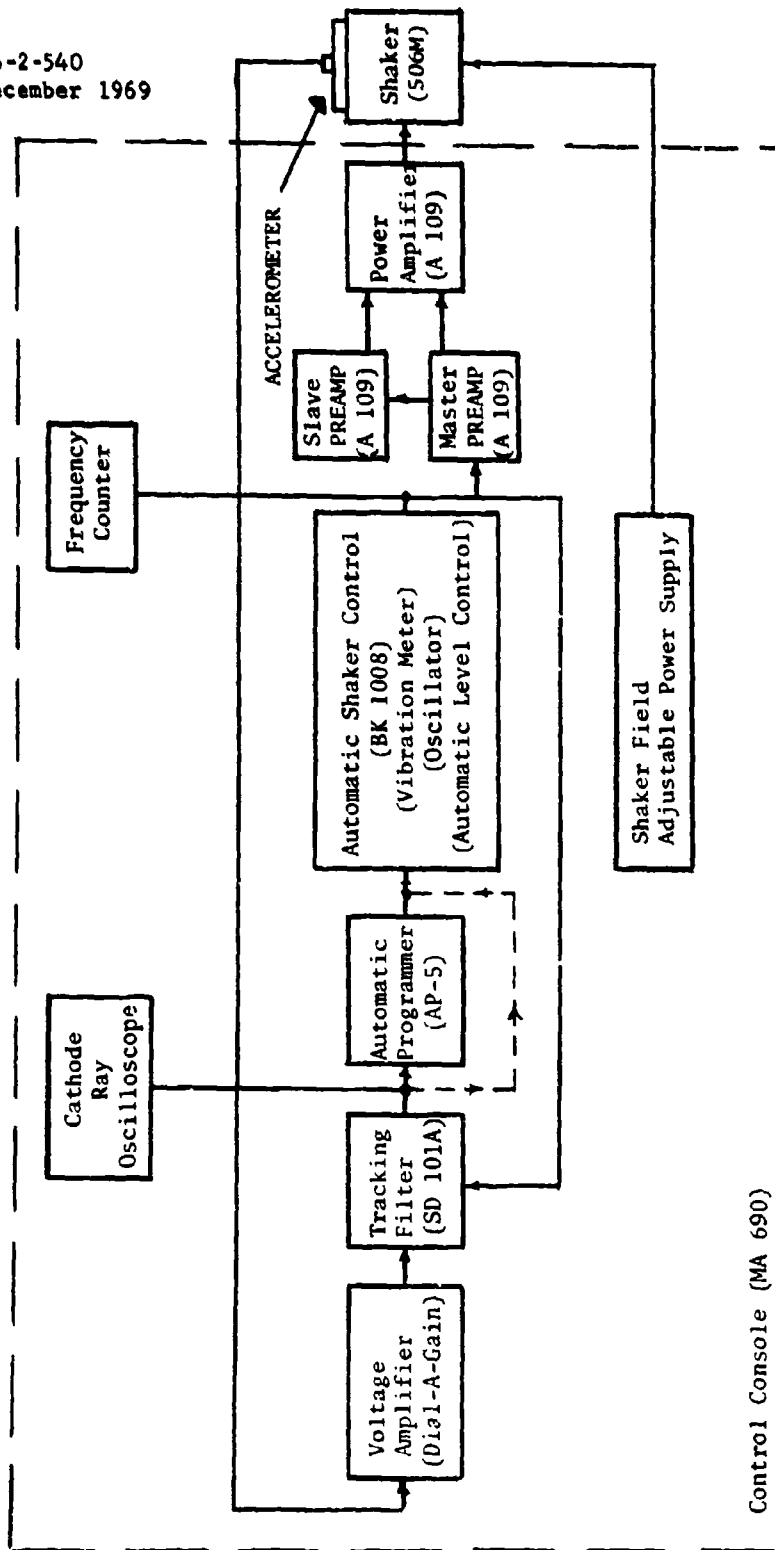 -2-540
ecember 1969
Cathode
Ray
Oscilloscope
Frequency
Counter
ACCELEROMETER
Voltage
Amplifier
(Dial-A-Gain)
Tracking
Filter
(SD 101A)
Automatic
Programmer
(AP-5)
Automatic Shaker Control
(BK 1008)
(Vibration Meter)
(Oscillator)
(Automatic Level Control)
Slave
PREAMP
(A 109)
Master
PREAMP
(A 109)
Power
Amplifier
(A 109)
Shaker
(506M)
Shaker Field
Adjustable Power Supply
Control Console (MA 690)